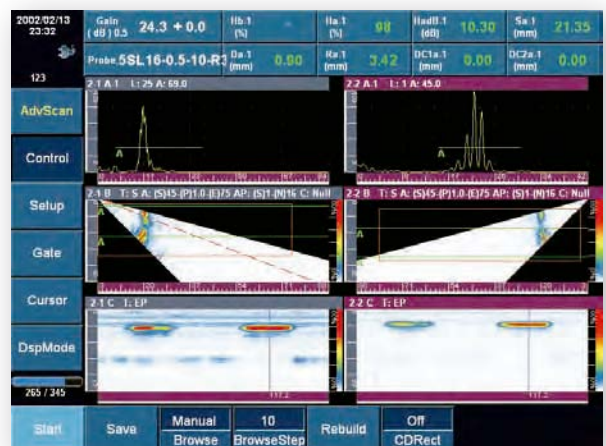 2002/02/13
23:32
123
Gain
(dB) 0.5
24.3 + 0.0
Hb.1
(%)
-
Ha.1
(%)
98
HadB.1
(dB)
10.30
Sa.1
(mm)
21.35
Probe
5SL16-0.5-10-R3
Da.1
(mm)
0.90
Ra.1
(mm)
3.42
DC1a.1
(mm)
0.00
DC2a.1
(mm)
0.00
2-1 A 1 L: 25 A: 69.0
2-2 A 1 L: 1 A: 45.0
A
A
2-1 B T: S A: (S)45-(P)1.0-(E)75 AP: (S)1-(N)16 C: Null
2-2 B T: S A: (S)45-(P)1.0-(E)75 AP: (S)1-(N)16 C: Null
A
A
A
2-1 C T: EP
2-2 C T: EP
117.2
117.2
AdvScan
Control
Setup
Gate
Cursor
DspMode
265 / 345
Start
Save
Manual
Browse
10
BrowseStep
Rebuild
Off
CDRect